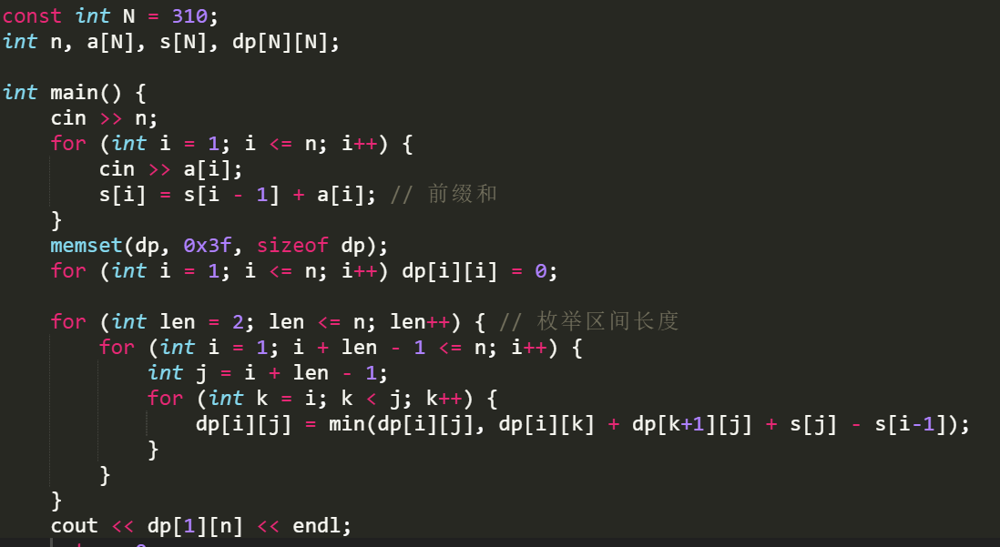 const int N = 310;
int n, a[N], s[N], dp[N][N];
int main() {
    cin >> n;
    for (int i = 1; i <= n; i++) {
        cin >> a[i];
        s[i] = s[i - 1] + a[i]; // 前缀和
    }
    memset(dp, 0x3f, sizeof dp);
    for (int i = 1; i <= n; i++) dp[i][i] = 0;
    for (int len = 2; len <= n; len++) { // 枚举区间长度
        for (int i = 1; i + len - 1 <= n; i++) {
            int j = i + len - 1;
            for (int k = i; k < j; k++) {
                dp[i][j] = min(dp[i][j], dp[i][k] + dp[k+1][j] + s[j] - s[i-1]);
            }
        }
    }
    cout << dp[1][n] << endl;